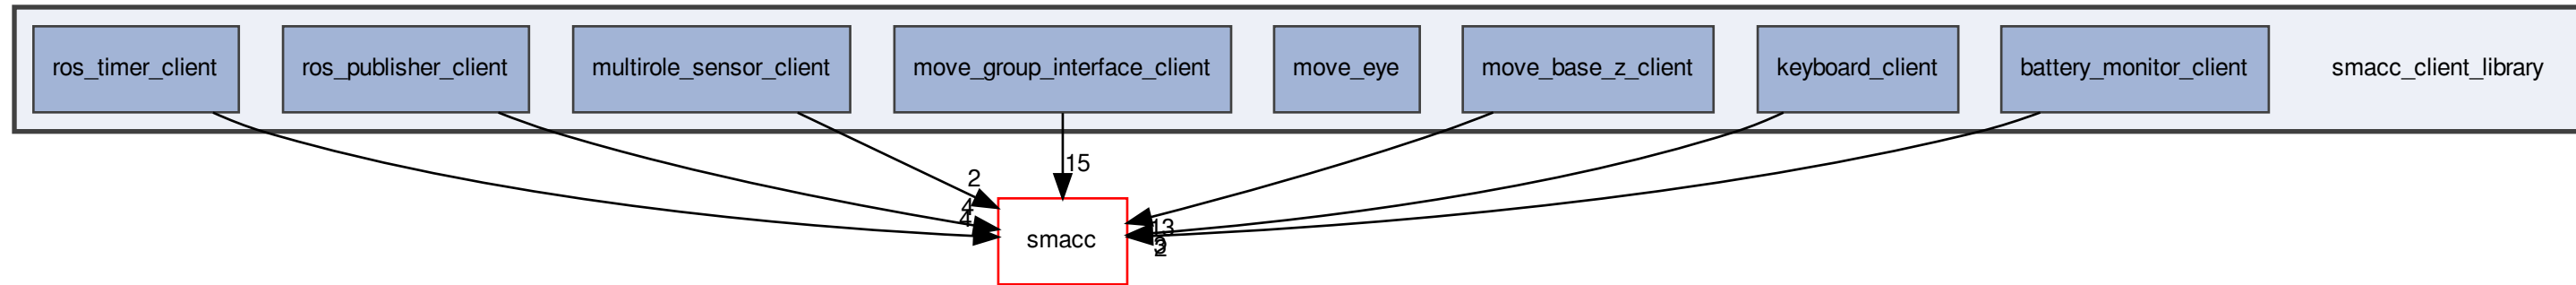 ros_timer_client
ros_publisher_client
multirole_sensor_client
move_group_interface_client
move_eye
move_base_z_client
keyboard_client
battery_monitor_client
smacc_client_library
15
2
4
4
13
2
smacc